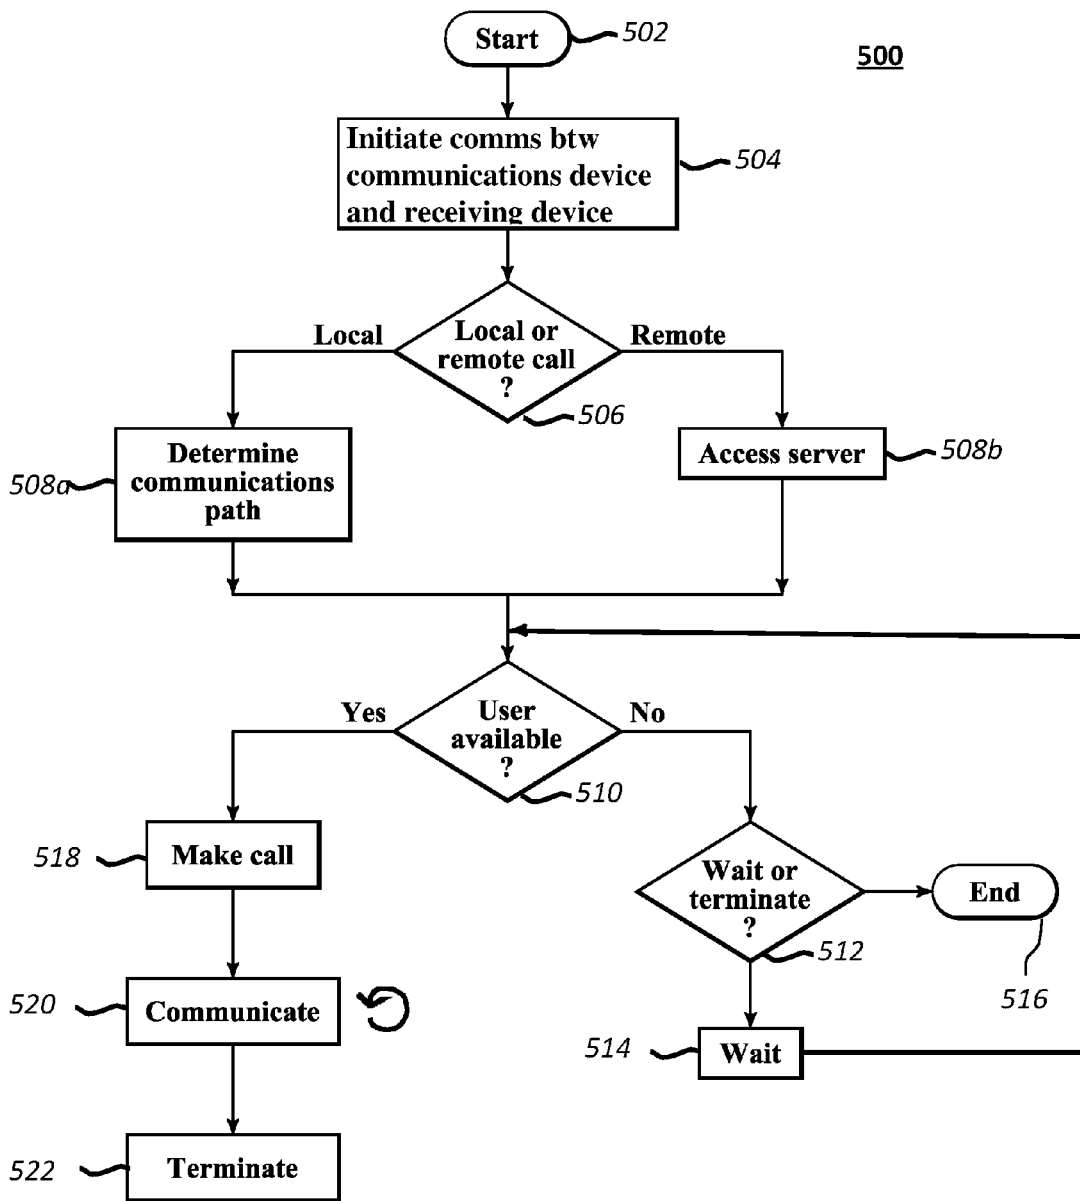 Start
502
500
Initiate comms btw
communications device
and receiving device
504
Local
Local or
remote call
?
Remote
506
508a
Determine
communications
path
Access server
508b
Yes
User
available
?
No
510
518
Make call
Wait or
terminate
?
512
End
516
520
Communicate
514
Wait
522
Terminate